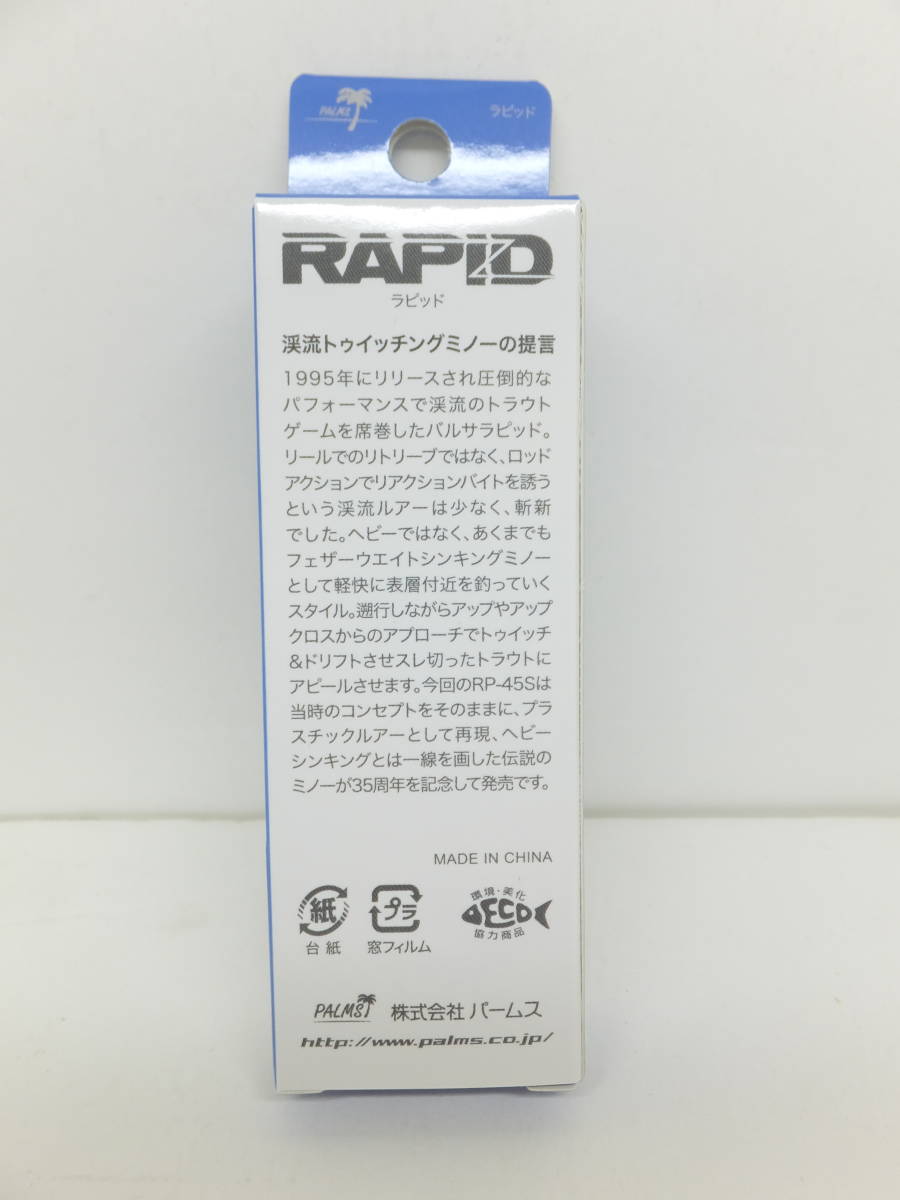 PALMS
ラピッド
RAPID
ラピッド
渓流トゥイッチングミノーの提言
1995年にリリースされ圧倒的な
パフォーマンスで渓流のトラウト
ゲームを席巻したバルサラピッド。
リールでのリトリーブではなく、ロッド
アクションでリアクションバイトを誘う
という渓流ルアーは少なく、斬新
でした。ヘビーではなく、あくまでも
フェザーウエイトシンキングミノー
として軽快に表層付近を釣っていく
スタイル。遡行しながらアップやアップ
クロスからのアプローチでトゥイッチ
&ドリフトさせスレ切ったトラウトに
アピールさせます。今回のRP-45Sは
当時のコンセプトをそのままに、プラ
スチックルアーとして再現、ヘビー
シンキングとは一線を画した伝説の
ミノーが35周年を記念して発売です。
MADE IN CHINA
紙
台紙
プラ
窓フィルム
環境・美化
ECO
協力商品
PALMS 株式会社 パームス
http://www.palms.co.jp/